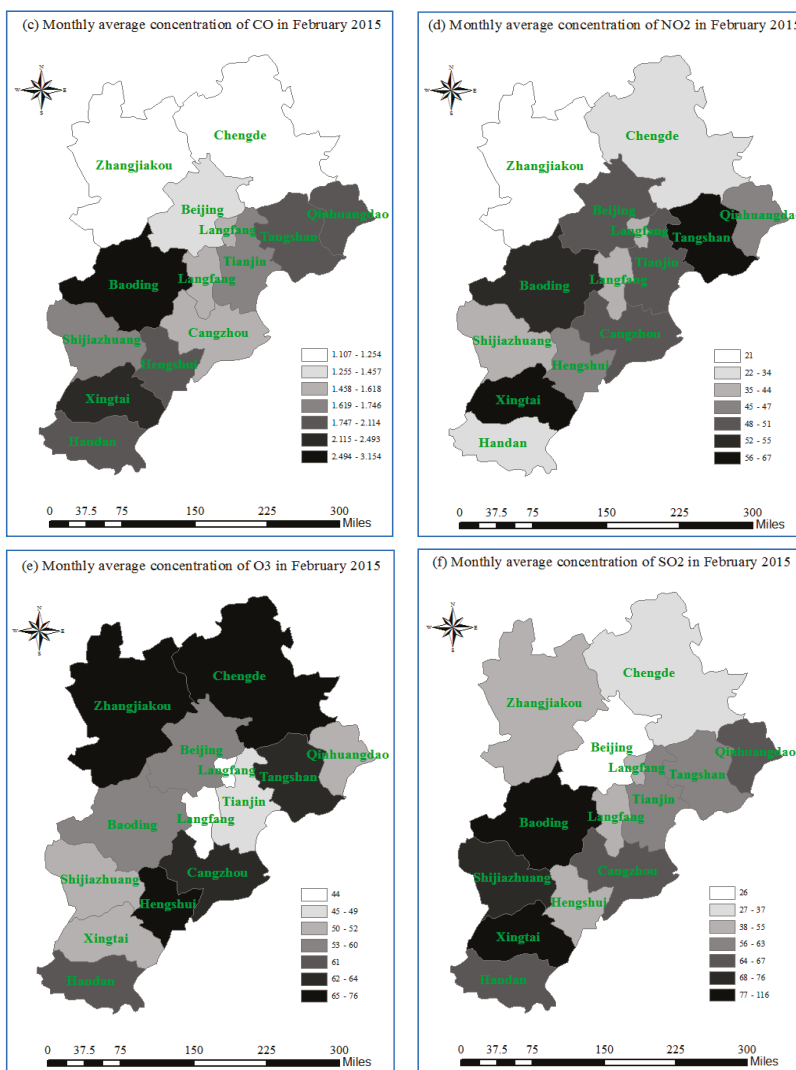 (c) Monthly average concentration of CO in February 2015
N
W
E
S
Chengde
Zhangjiakou
Beijing
Qinhuangdao
Langfang
Tangshan
Tianjin
Langfang
Baoding
Cangzhou
Shijiazhuang
Hengshui
Xingtai
Handan
1.107 - 1.254
1.255 - 1.457
1.458 - 1.618
1.619 - 1.746
1.747 - 2.114
2.115 - 2.493
2.494 - 3.154
0 37.5 75 150 225 300
Miles
(d) Monthly average concentration of NO2 in February 2015
N
W
E
S
Chengde
Zhangjiakou
Beijing
Qinhuangdao
Langfang
Tangshan
Tianjin
Baoding
Langfang
Cangzhou
Shijiazhuang
Hengshui
Xingtai
Handan
21
22 - 34
35 - 44
45 - 47
48 - 51
52 - 55
56 - 67
0 37.5 75 150 225 300
Miles
(e) Monthly average concentration of O3 in February 2015
N
W
E
S
Chengde
Zhangjiakou
Beijing
Qinhuangdao
Langfang
Tangshan
Tianjin
Langfang
Baoding
Cangzhou
Shijiazhuang
Hengshui
Xingtai
Handan
44
45 - 49
50 - 52
53 - 60
61
62 - 64
65 - 76
0 37.5 75 150 225 300
Miles
(f) Monthly average concentration of SO2 in February 2015
N
W
E
S
Chengde
Zhangjiakou
Beijing
Qinhuangdao
Langfang
Tangshan
Tianjin
Baoding
Langfang
Cangzhou
Shijiazhuang
Hengshui
Xingtai
Handan
26
27 - 37
38 - 55
56 - 63
64 - 67
68 - 76
77 - 116
0 37.5 75 150 225 300
Miles